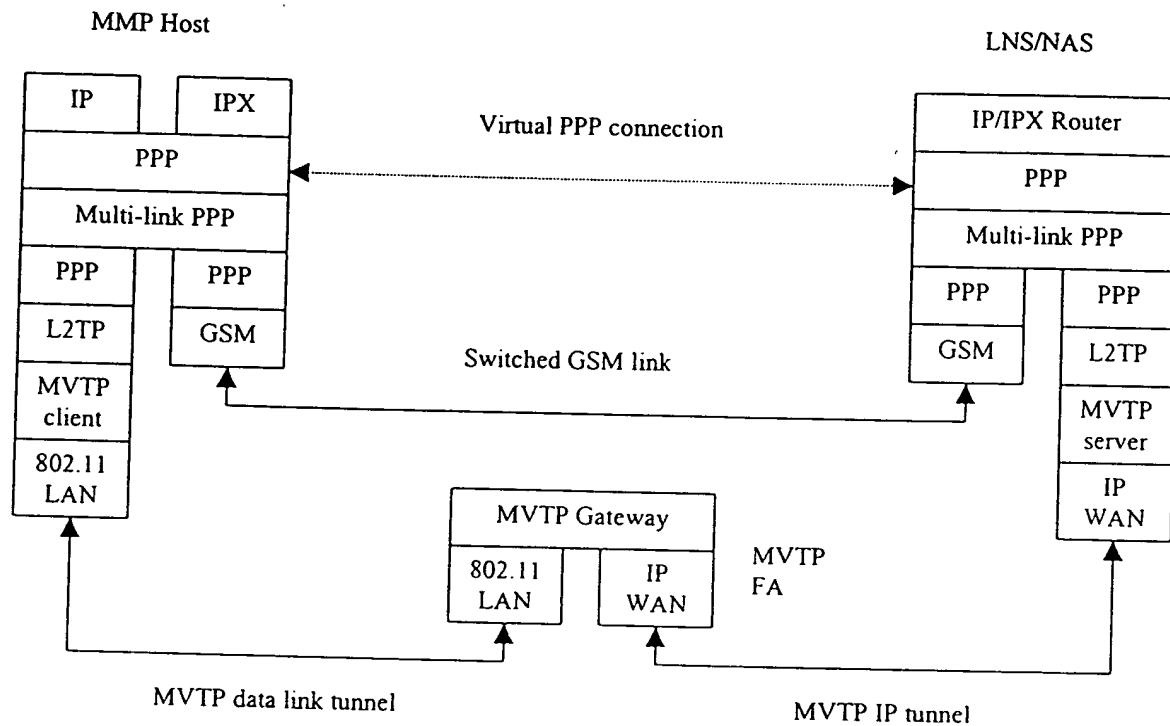 MMP Host
LNS/NAS
IP
IPX
PPP
Multi-link PPP
PPP
PPP
L2TP
GSM
MVTP
client
802.11
LAN
Virtual PPP connection
IP/IPX Router
PPP
Multi-link PPP
PPP
PPP
GSM
L2TP
MVTP
server
IP
WAN
Switched GSM link
MVTP Gateway
802.11
LAN
IP
WAN
MVTP
FA
MVTP data link tunnel
MVTP IP tunnel